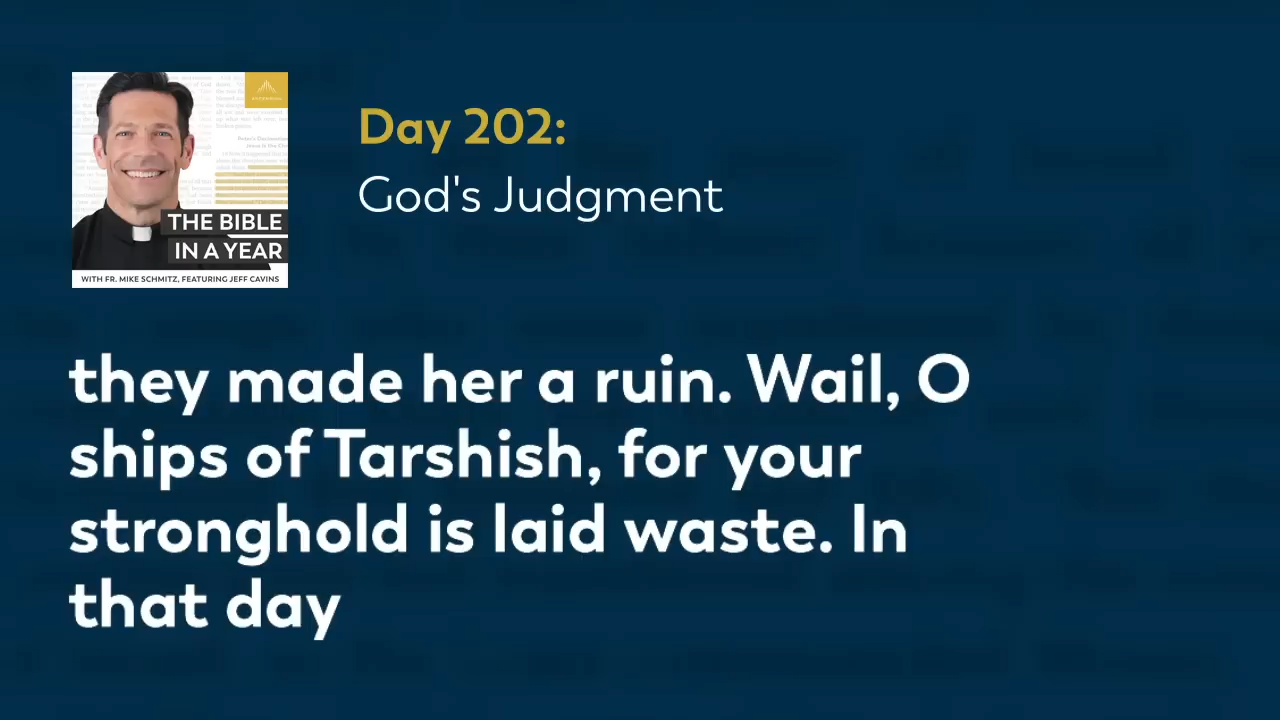 Day 202:
God's Judgment
THE BIBLE
IN A YEAR
WITH FR. MIKE SCHMITZ, FEATURING JEFF CAVINS
they made her a ruin. Wail, O
ships of Tarshish, for your
stronghold is laid waste. In
that day